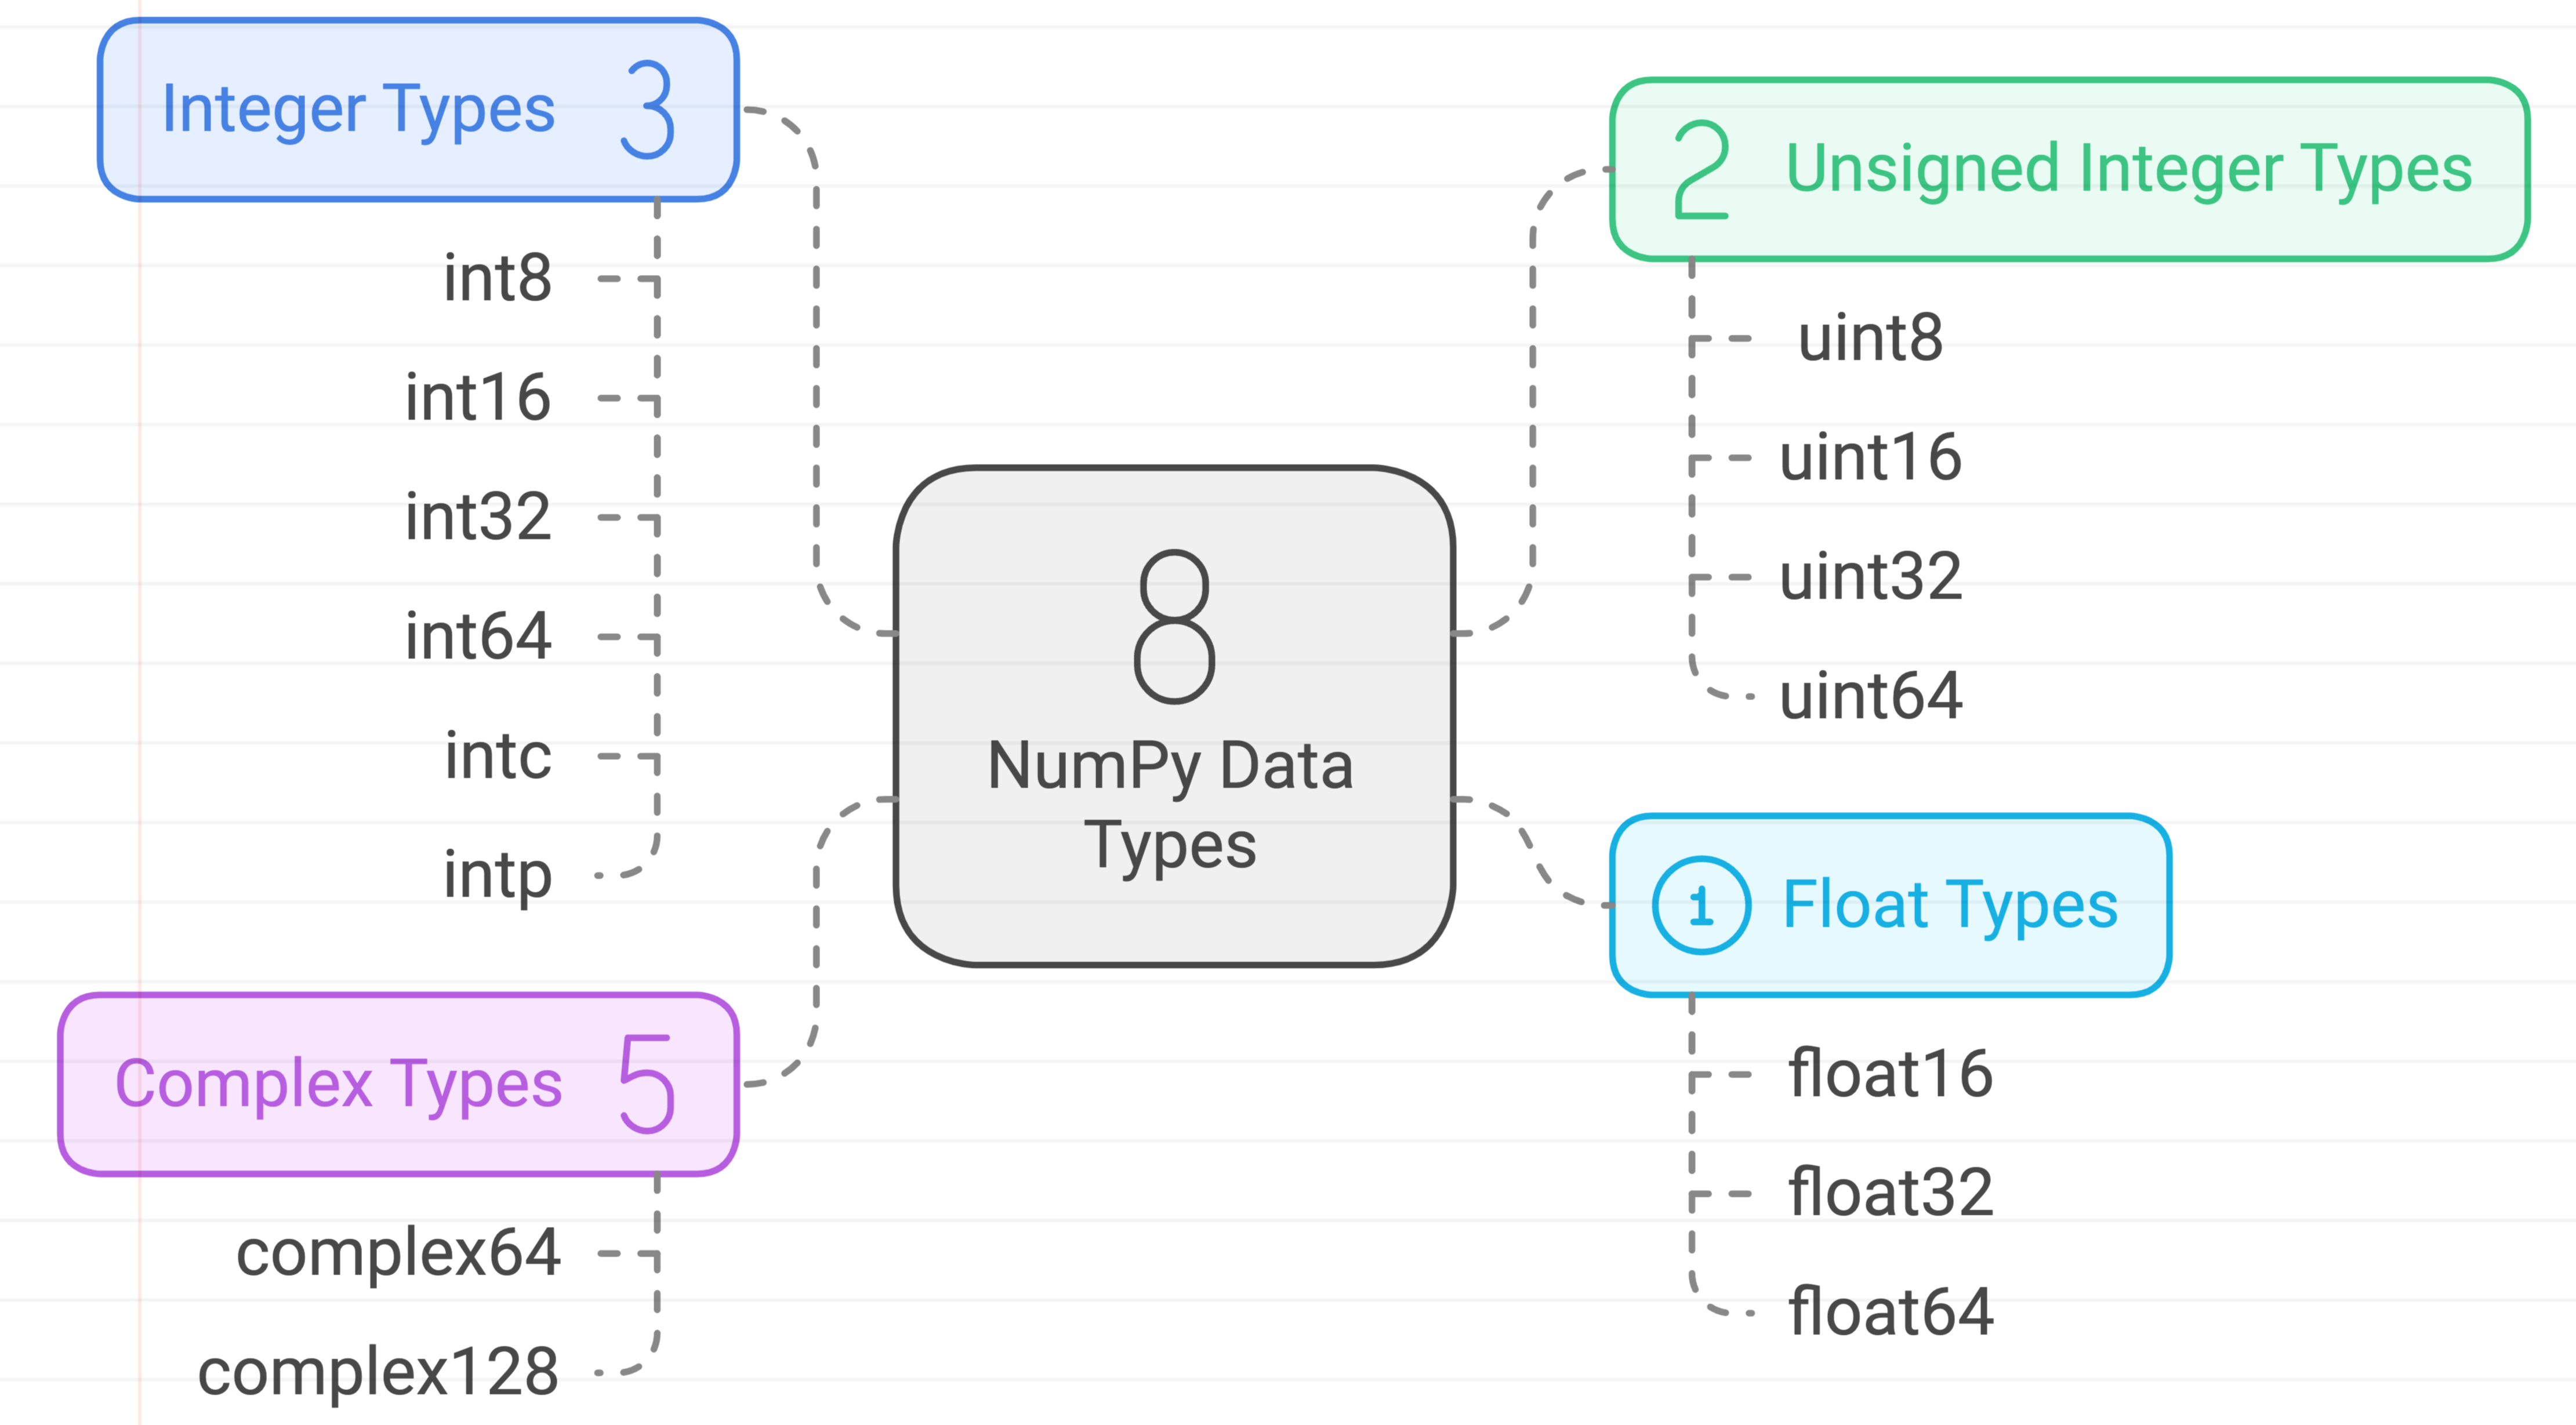 Integer Types 3
int8
int16
int32
int64
intc
intp
Complex Types 5
complex64
complex128
8
NumPy Data
Types
2 Unsigned Integer Types
uint8
uint16
uint32
uint64
1 Float Types
float16
float32
float64